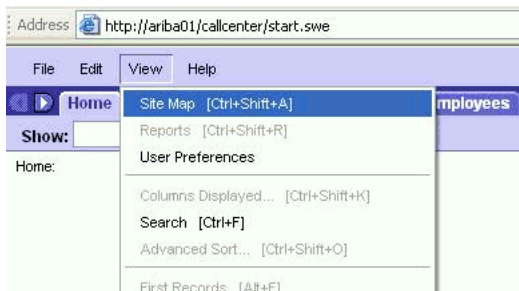 Address http://ariba01/callcenter/start.swe
File Edit View Help
Home
Site Map [Ctrl+Shift+A]
mployees
Reports [Ctrl+Shift+R]
Show:
User Preferences
Home:
Columns Displayed... [Ctrl+Shift+K]
Search [Ctrl+F]
Advanced Sort... [Ctrl+Shift+O]
First Records [Alt+F]